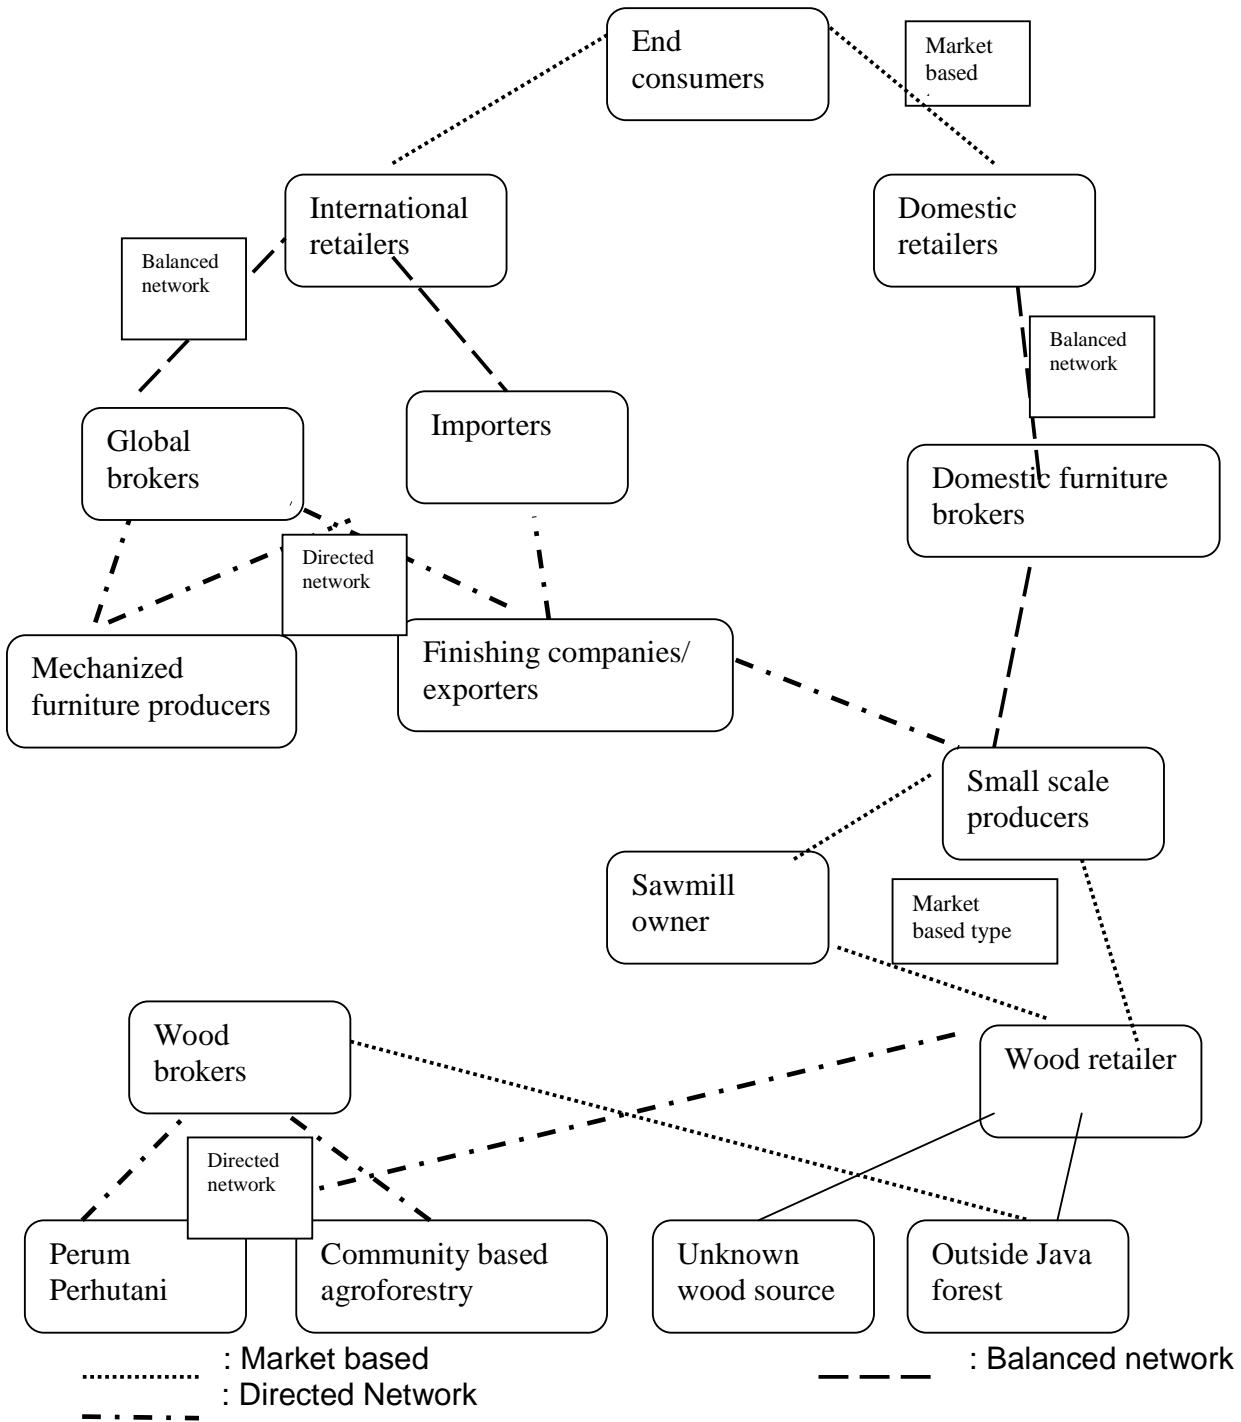 End
consumers
Market
based
International
retailers
Domestic
retailers
Balanced
network
Balanced
network
Global
brokers
Importers
Domestic furniture
brokers
Directed
network
Mechanized
furniture producers
Finishing companies/
exporters
Small scale
producers
Sawmill
owner
Market
based type
Wood
brokers
Wood retailer
Directed
network
Perum
Perhutani
Community based
agroforestry
Unknown
wood source
Outside Java
forest
: Market based
: Balanced network
: Directed Network